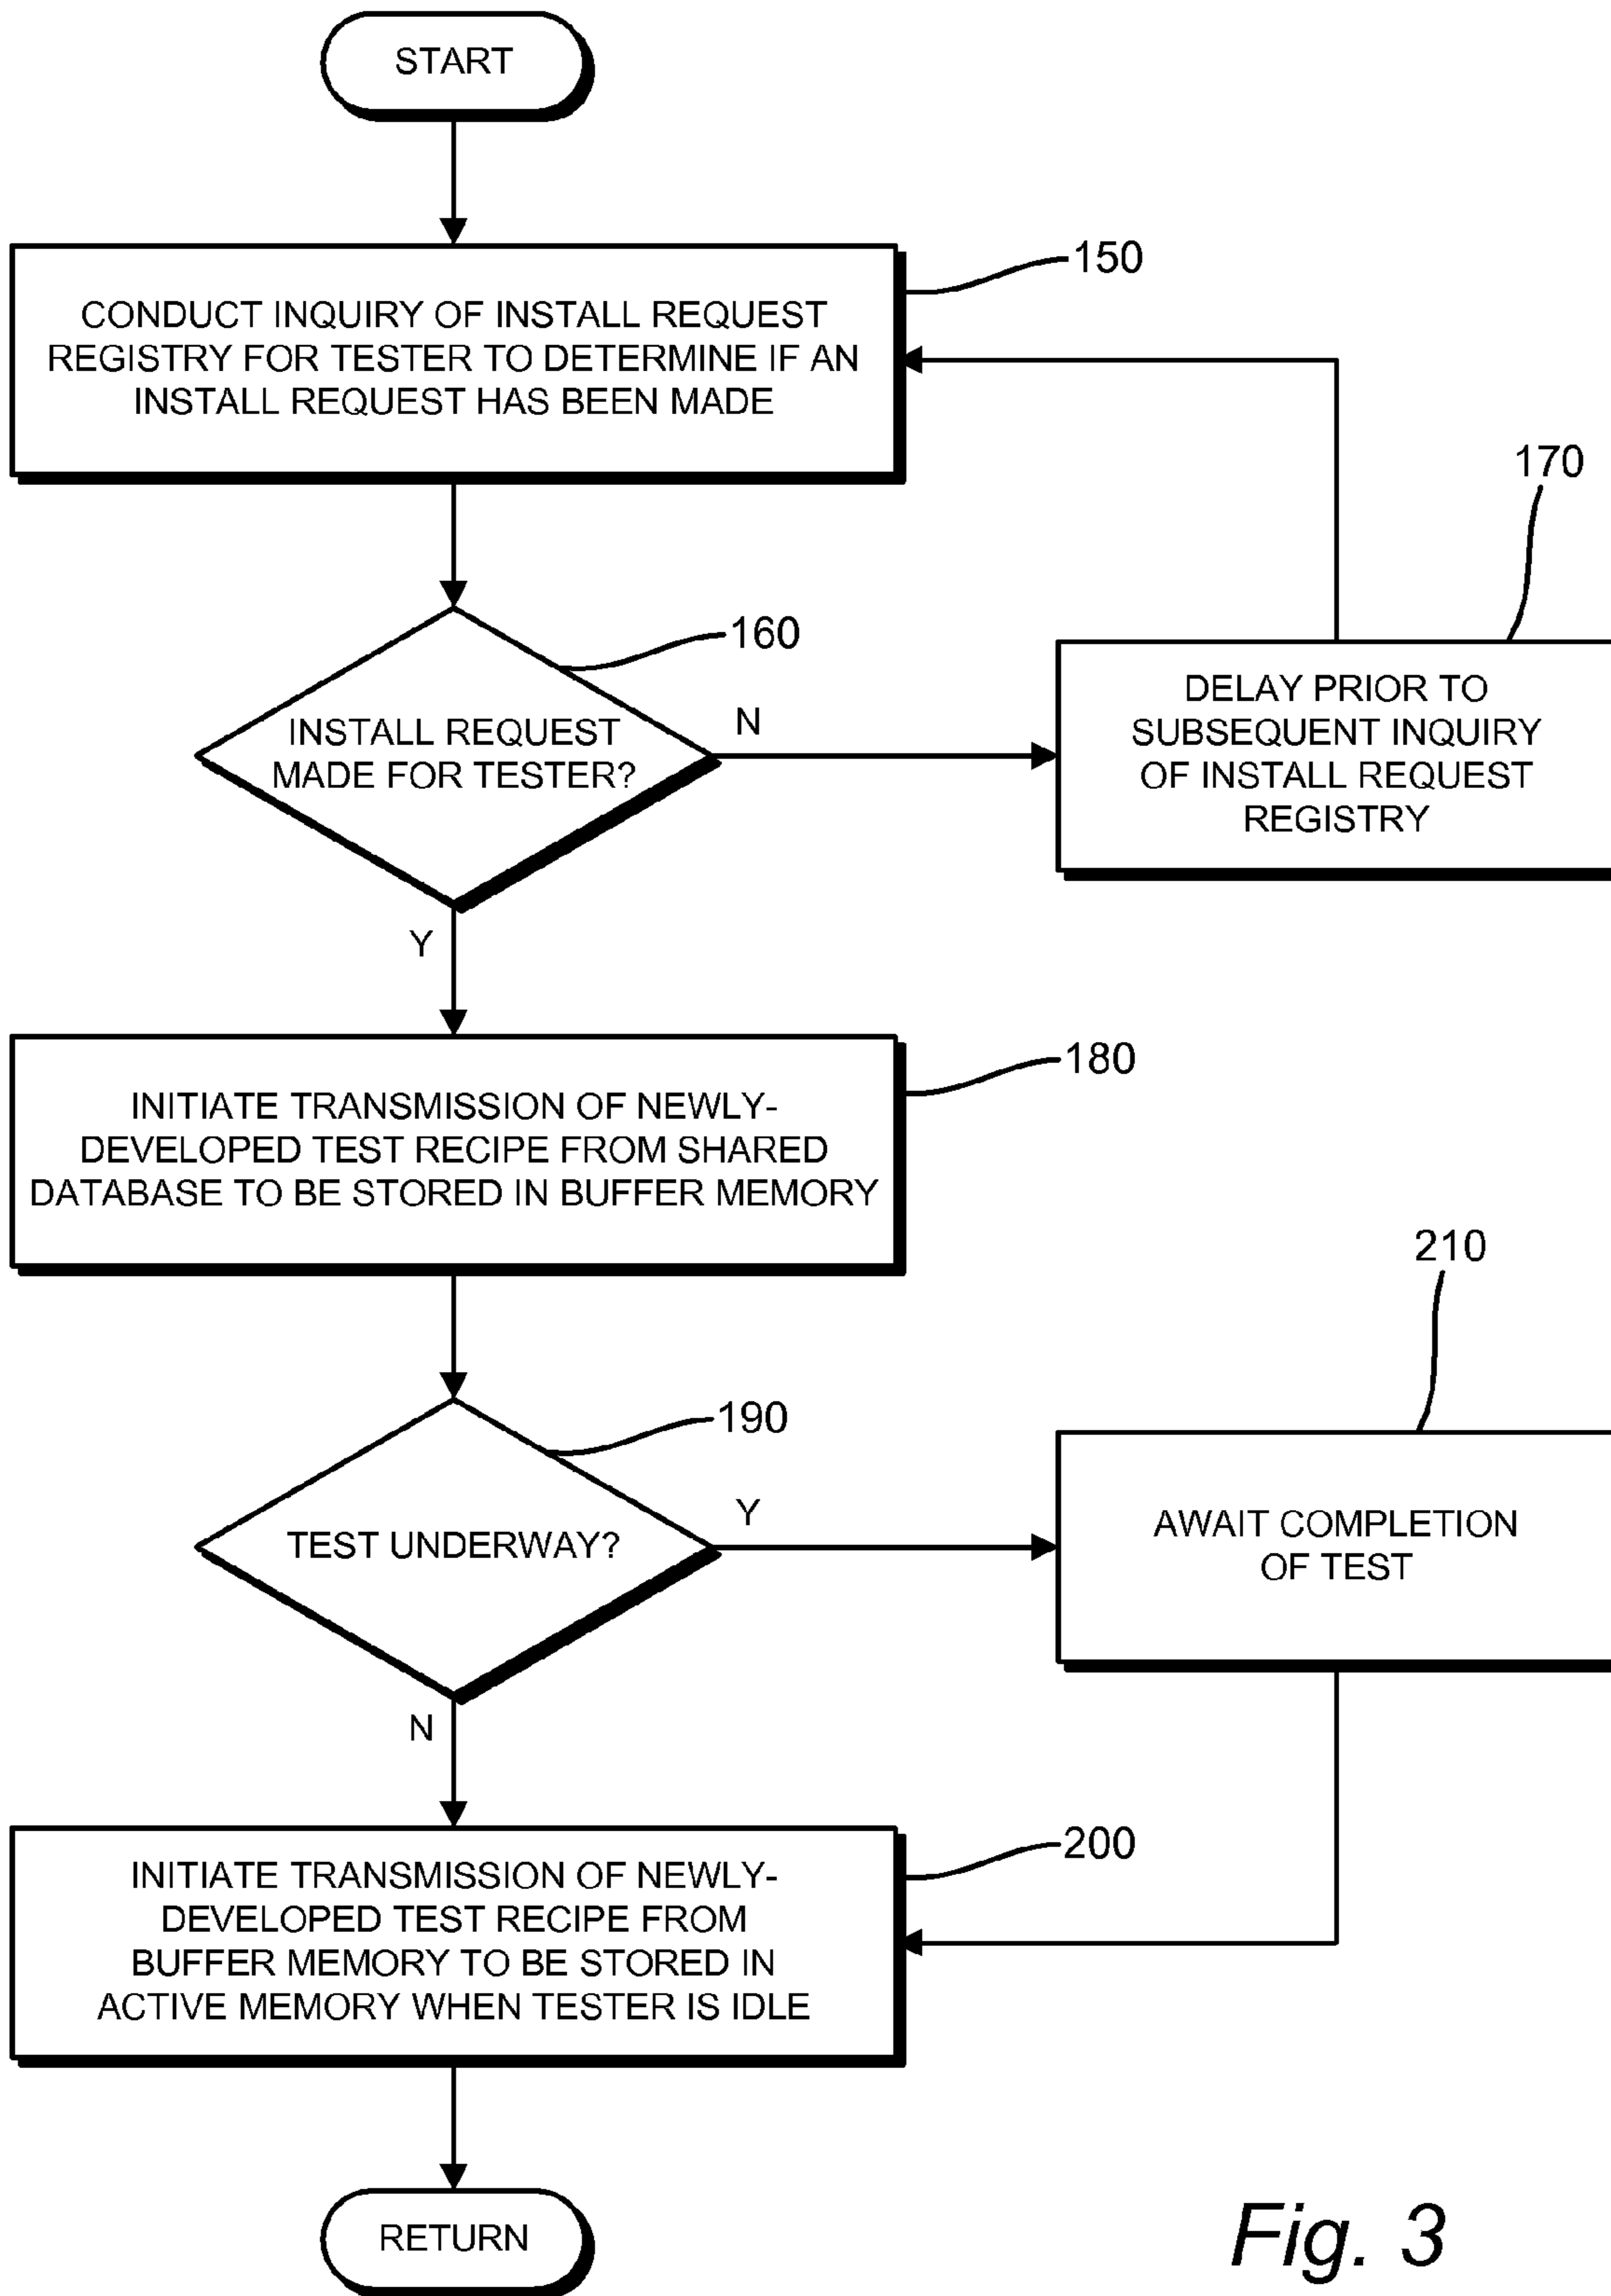 START
150
CONDUCT INQUIRY OF INSTALL REQUEST
REGISTRY FOR TESTER TO DETERMINE IF AN
INSTALL REQUEST HAS BEEN MADE
170
160
INSTALL REQUEST
MADE FOR TESTER?
N
DELAY PRIOR TO
SUBSEQUENT INQUIRY
OF INSTALL REQUEST
REGISTRY
Y
180
INITIATE TRANSMISSION OF NEWLY-
DEVELOPED TEST RECIPE FROM SHARED
DATABASE TO BE STORED IN BUFFER MEMORY
210
190
TEST UNDERWAY?
Y
AWAIT COMPLETION
OF TEST
N
200
INITIATE TRANSMISSION OF NEWLY-
DEVELOPED TEST RECIPE FROM
BUFFER MEMORY TO BE STORED IN
ACTIVE MEMORY WHEN TESTER IS IDLE
RETURN
Fig. 3